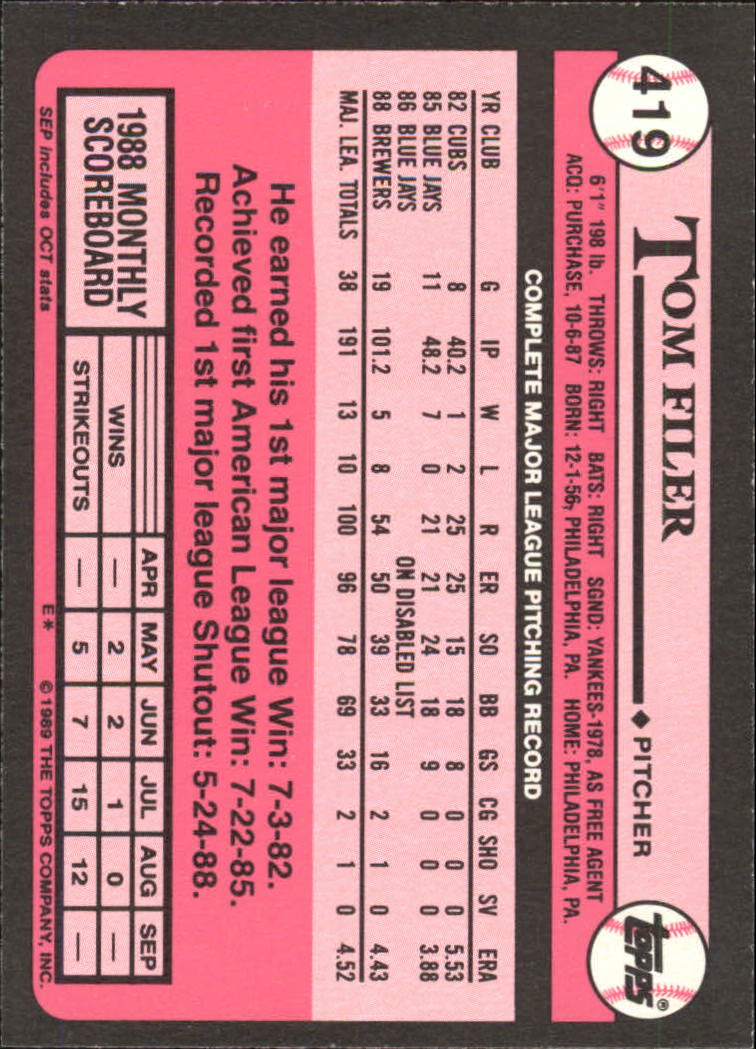 419
TOM FILER ◆ PITCHER
topps®
6'1" 198 lb. THROWS: RIGHT BATS: RIGHT SGND: YANKEES-1978, AS FREE AGENT
ACQ: PURCHASE, 10-6-87 BORN: 12-1-56, PHILADELPHIA, PA. HOME: PHILADELPHIA, PA.
COMPLETE MAJOR LEAGUE PITCHING RECORD
YR CLUB G IP W L R ER SO BB GS CG SHO SV ERA
82 CUBS 8 40.2 1 2 25 25 15 18 8 0 0 0 5.53
85 BLUE JAYS 11 48.2 7 0 21 21 24 18 9 0 0 0 3.88
86 BLUE JAYS ON DISABLED LIST
88 BREWERS 19 101.2 5 8 54 50 39 33 16 2 1 0 4.43
MAJ. LEA. TOTALS 38 191 13 10 100 96 78 69 33 2 1 0 4.52
He earned his 1st major league Win: 7-3-82.
Achieved first American League Win: 7-22-85.
Recorded 1st major league Shutout: 5-24-88.
1988 MONTHLY
SCOREBOARD
APR MAY JUN JUL AUG SEP
WINS — 2 2 1 0 —
STRIKEOUTS — 5 7 15 12 —
SEP includes OCT stats E* © 1989 THE TOPPS COMPANY, INC.